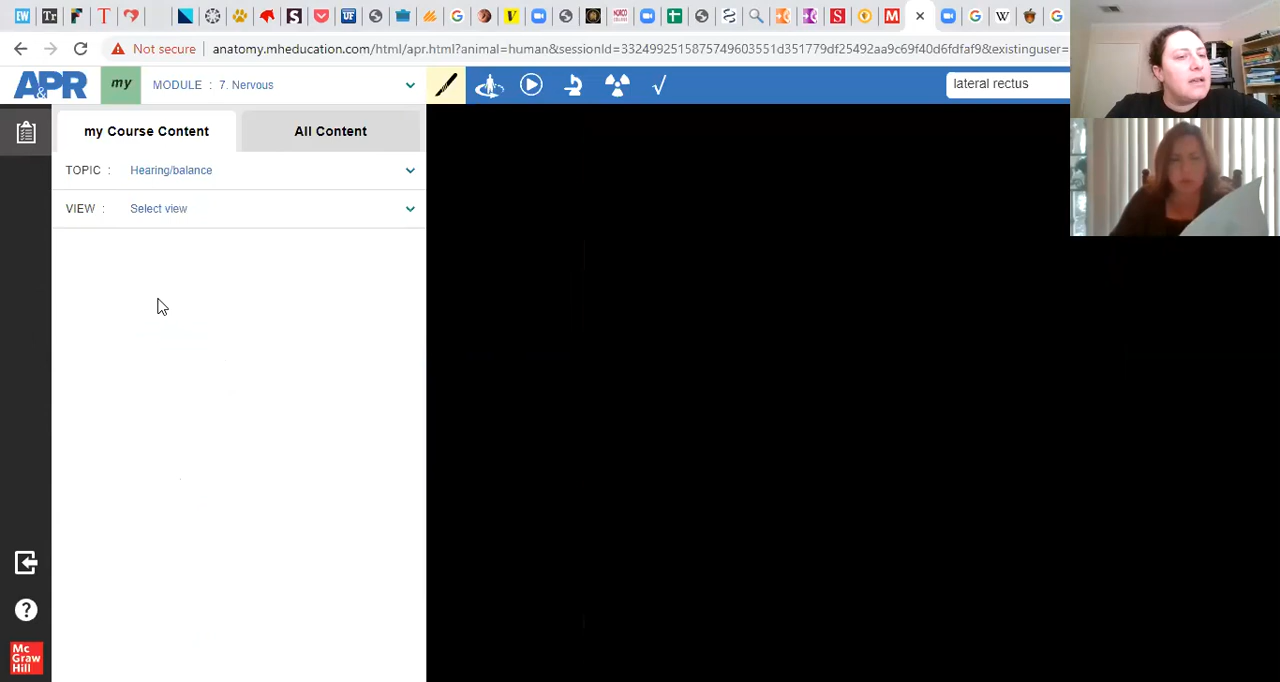 Not secure
anatomy.mheducation.com/html/apr.html?animal=human&sessionId=3324992515875749603551d351779df25492aa9c69f40d6fdfaf9&existinguser=
A&PR
my
MODULE : 7. Nervous
lateral rectus
my Course Content
All Content
TOPIC : Hearing/balance
VIEW : Select view
Mc
Graw
Hill